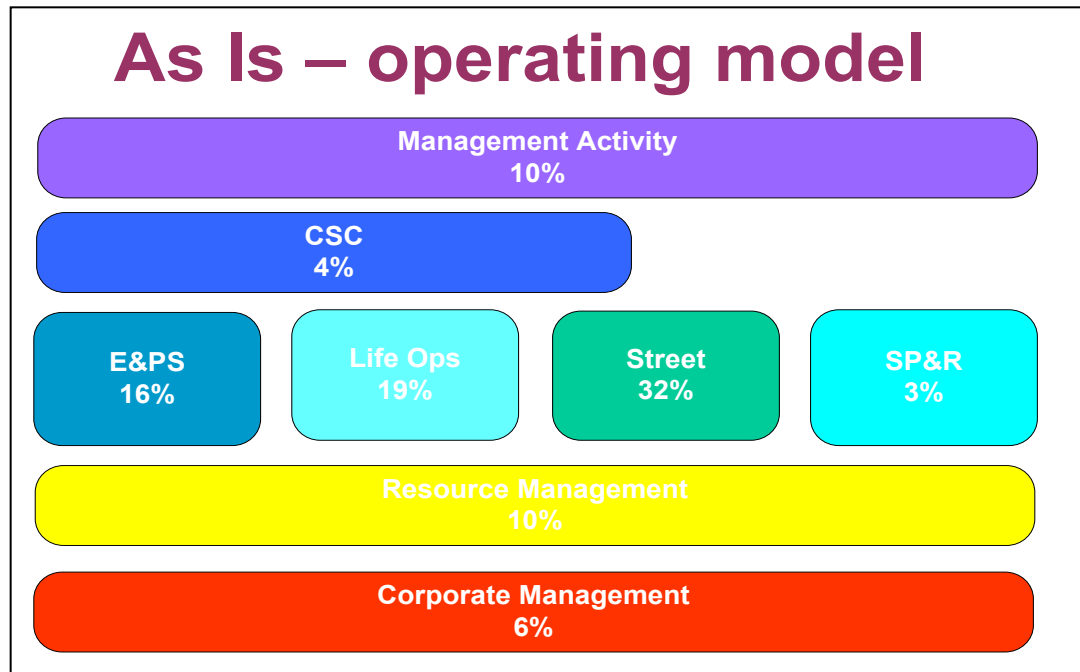 As Is – operating model
Management Activity
10%
CSC
4%
E&PS
16%
Life Ops
19%
Street
32%
SP&R
3%
Resource Management
10%
Corporate Management
6%